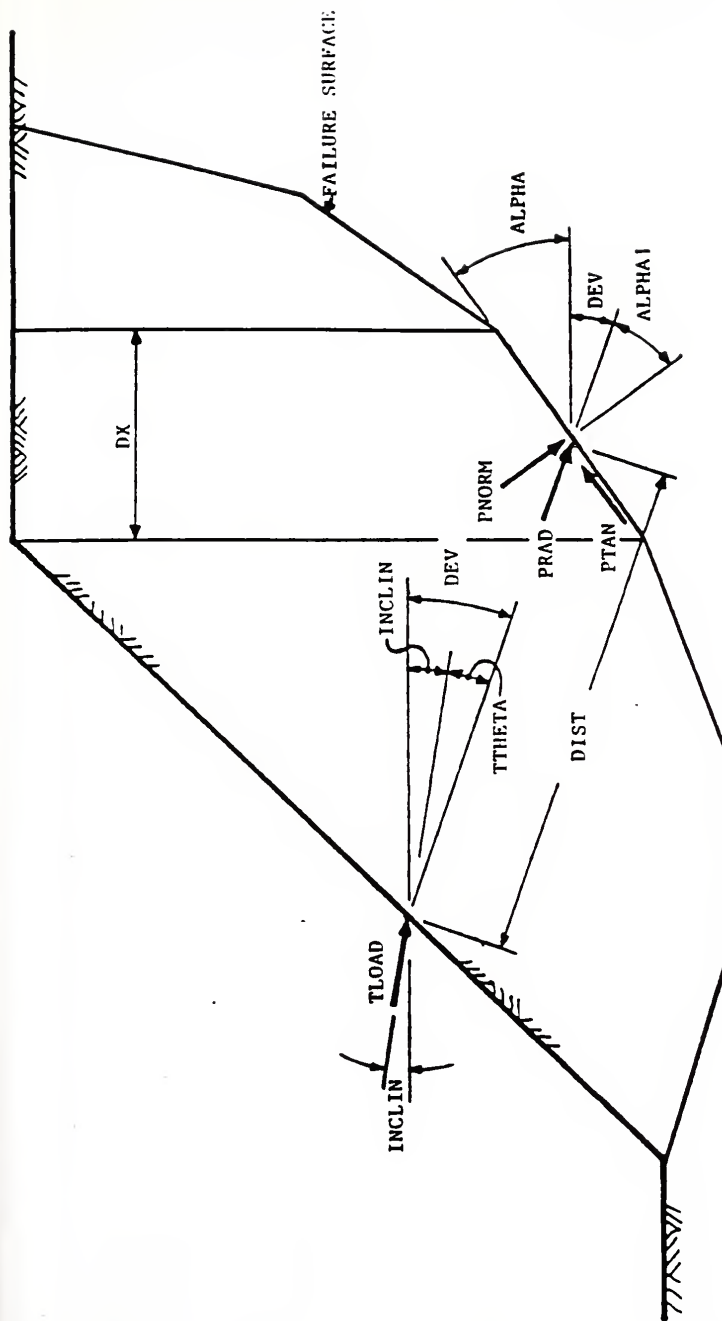 FAILURE SURFACE
DX
ALPHA
DEV
ALPHA1
PNORM
PRAD
PTAN
INCLIN
DEV
TTHETA
DIST
TLOAD
INCLIN